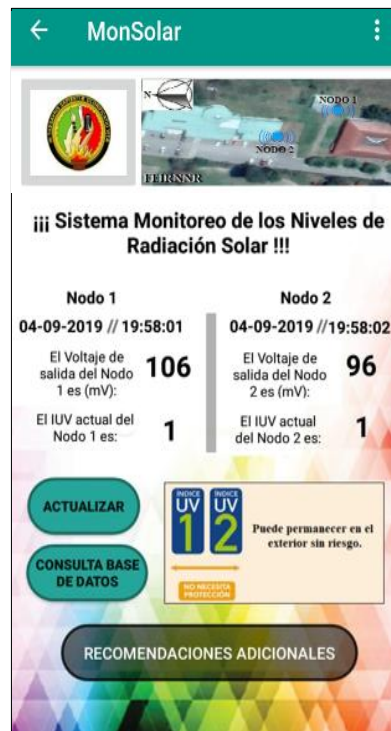 MonSolar
N
NODO 1
NODO 2
FEIRNNR
¡¡¡ Sistema Monitoreo de los Niveles de
Radiación Solar !!!
Nodo 1
04-09-2019 // 19:58:01
El Voltaje de
salida del Nodo
1 es (mV):
106
El IUV actual del
Nodo 1 es:
1
Nodo 2
04-09-2019 //19:58:02
El Voltaje de
salida del Nodo
2 es (mV):
96
El IUV actual
del Nodo 2 es:
1
ACTUALIZAR
CONSULTA BASE
DE DATOS
ÍNDICE
UV
1
ÍNDICE
UV
2
NO NECESITA
PROTECCIÓN
Puede permanecer en el
exterior sin riesgo.
RECOMENDACIONES ADICIONALES